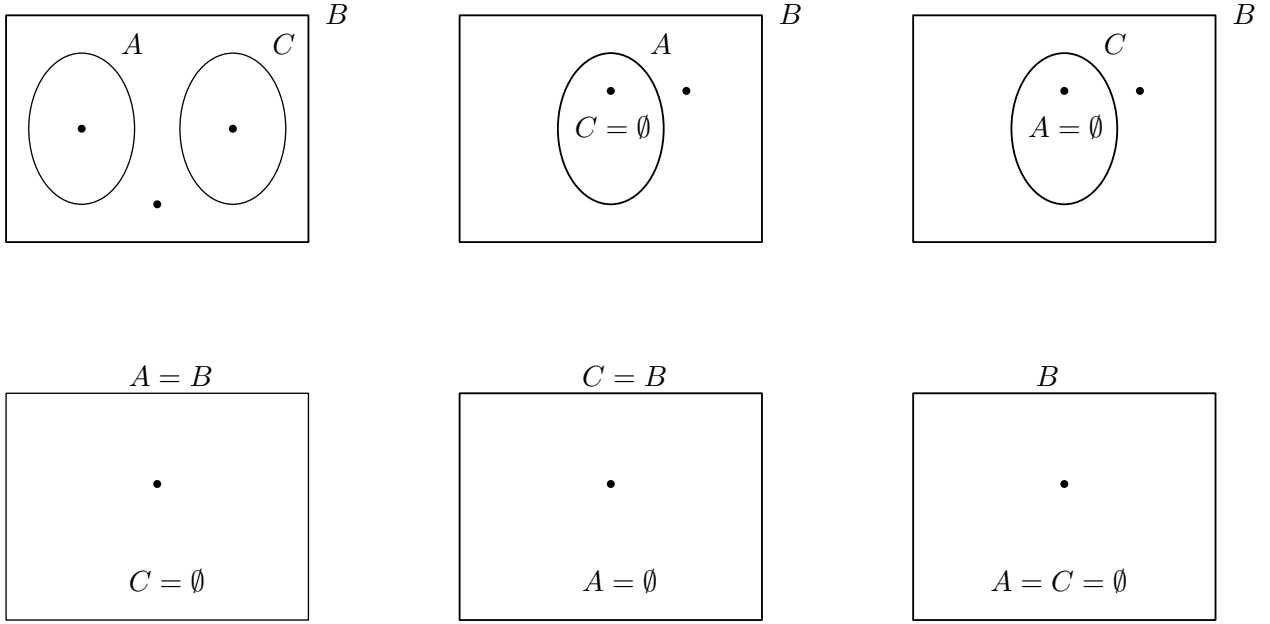 B
A
C
B
A
C = ∅
B
C
A = ∅
A = B
C = ∅
C = B
A = ∅
B
A = C = ∅